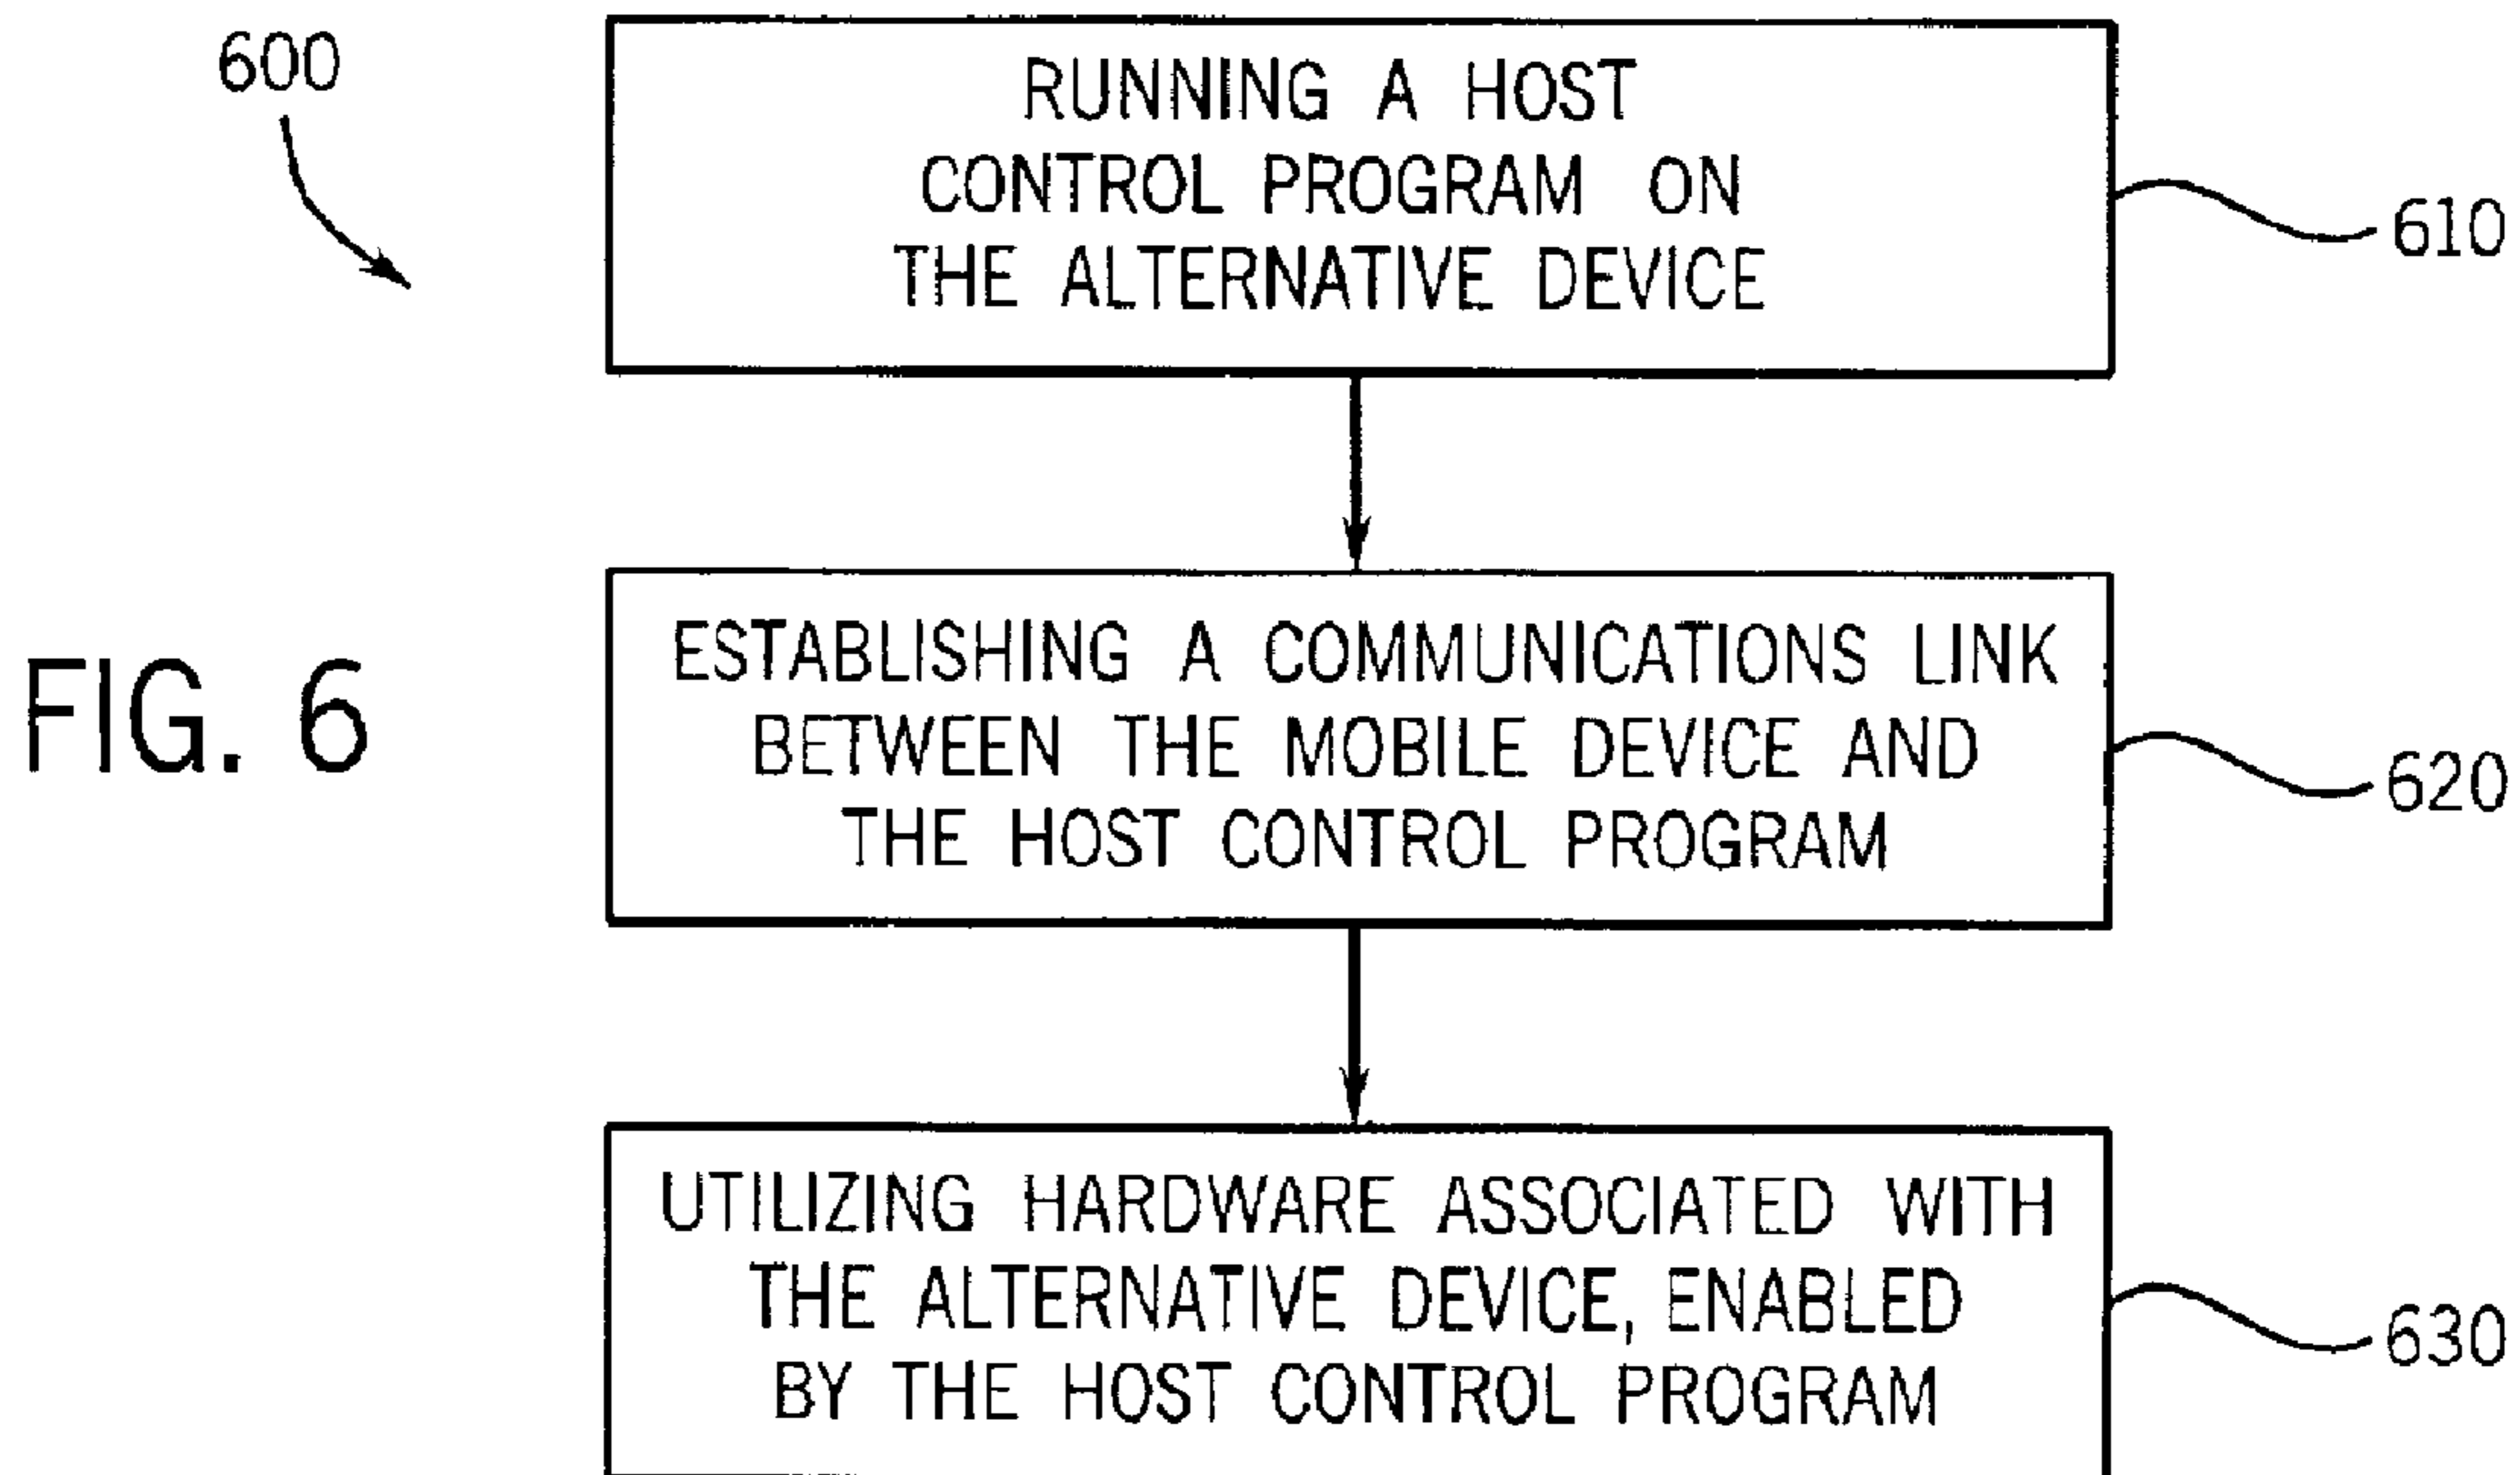 600
RUNNING A HOST
CONTROL PROGRAM ON
THE ALTERNATIVE DEVICE
610
FIG. 6
ESTABLISHING A COMMUNICATIONS LINK
BETWEEN THE MOBILE DEVICE AND
THE HOST CONTROL PROGRAM
620
UTILIZING HARDWARE ASSOCIATED WITH
THE ALTERNATIVE DEVICE, ENABLED
BY THE HOST CONTROL PROGRAM
630